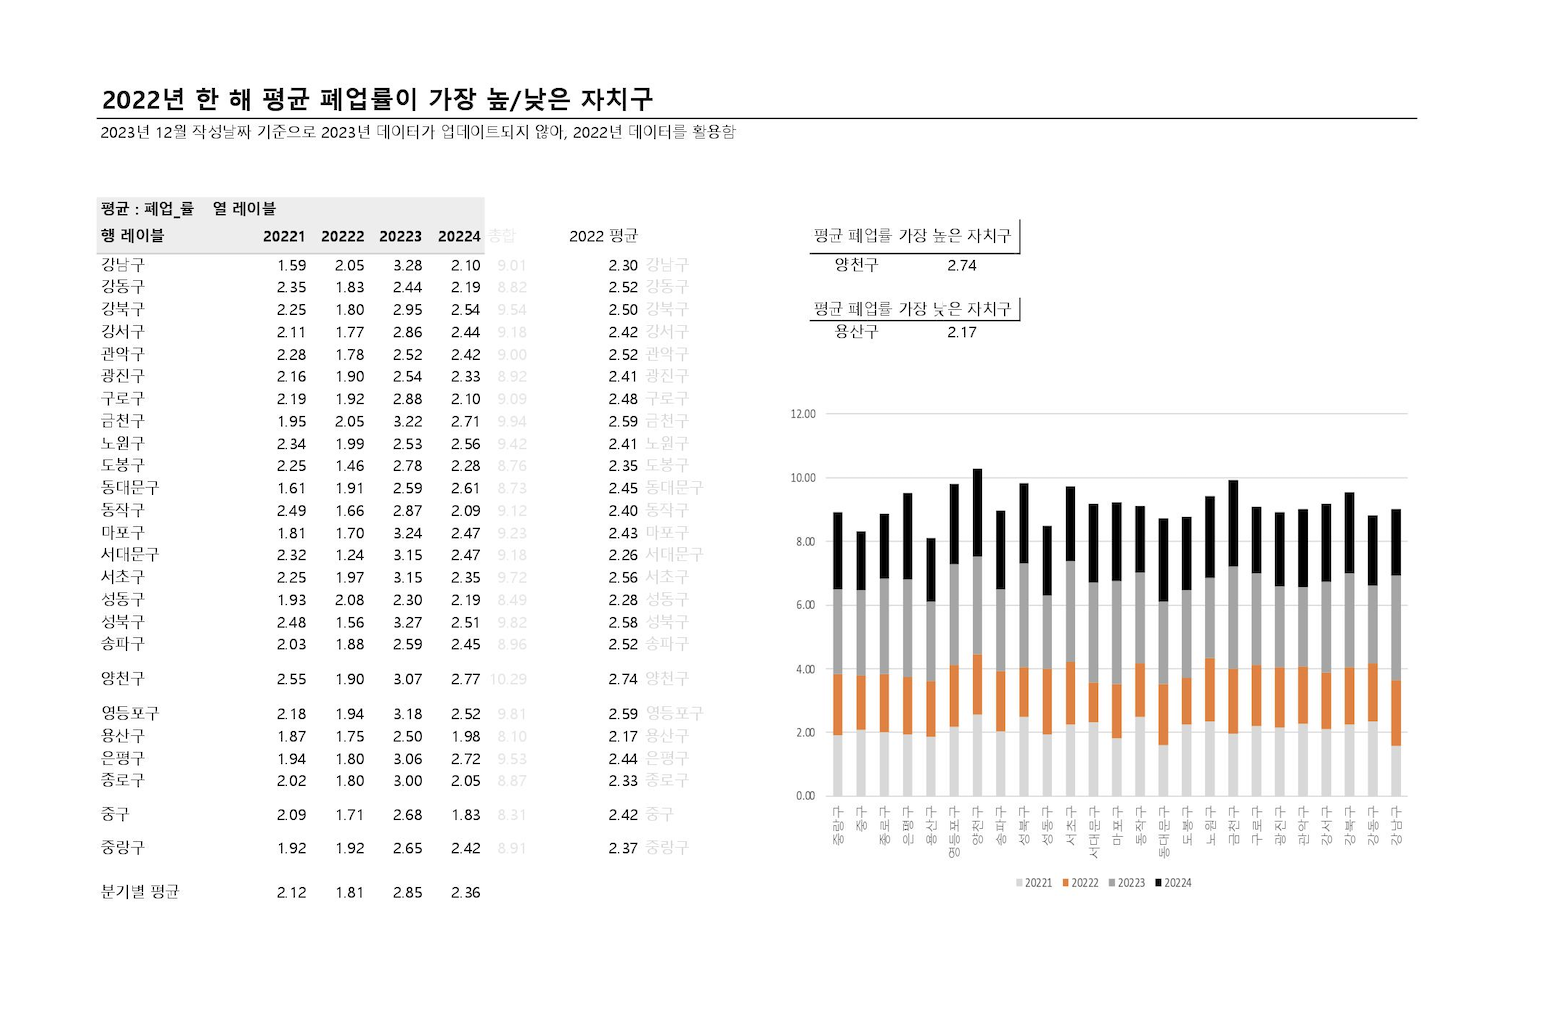 2022년 한 해 평균 폐업률이 가장 높/낮은 자치구
2023년 12월 작성날짜 기준으로 2023년 데이터가 업데이트되지 않아, 2022년 데이터를 활용함
평균 : 폐업_률 열 레이블
행 레이블 20221 20222 20223 20224 총합 2022 평균
강남구 1.59 2.05 3.28 2.10 9.01 2.30 강남구
강동구 2.35 1.83 2.44 2.19 8.82 2.52 강동구
강북구 2.25 1.80 2.95 2.54 9.54 2.50 강북구
강서구 2.11 1.77 2.86 2.44 9.18 2.42 강서구
관악구 2.28 1.78 2.52 2.42 9.00 2.52 관악구
광진구 2.16 1.90 2.54 2.33 8.92 2.41 광진구
구로구 2.19 1.92 2.88 2.10 9.09 2.48 구로구
금천구 1.95 2.05 3.22 2.71 9.94 2.59 금천구
노원구 2.34 1.99 2.53 2.56 9.42 2.41 노원구
도봉구 2.25 1.46 2.78 2.28 8.76 2.35 도봉구
동대문구 1.61 1.91 2.59 2.61 8.73 2.45 동대문구
동작구 2.49 1.66 2.87 2.09 9.12 2.40 동작구
마포구 1.81 1.70 3.24 2.47 9.23 2.43 마포구
서대문구 2.32 1.24 3.15 2.47 9.18 2.26 서대문구
서초구 2.25 1.97 3.15 2.35 9.72 2.56 서초구
성동구 1.93 2.08 2.30 2.19 8.49 2.28 성동구
성북구 2.48 1.56 3.27 2.51 9.82 2.58 성북구
송파구 2.03 1.88 2.59 2.45 8.96 2.52 송파구
양천구 2.55 1.90 3.07 2.77 10.29 2.74 양천구
영등포구 2.18 1.94 3.18 2.52 9.81 2.59 영등포구
용산구 1.87 1.75 2.50 1.98 8.10 2.17 용산구
은평구 1.94 1.80 3.06 2.72 9.53 2.44 은평구
종로구 2.02 1.80 3.00 2.05 8.87 2.33 종로구
중구 2.09 1.71 2.68 1.83 8.31 2.42 중구
중랑구 1.92 1.92 2.65 2.42 8.91 2.37 중랑구
분기별 평균 2.12 1.81 2.85 2.36
평균 폐업률 가장 높은 자치구
양천구 2.74
평균 폐업률 가장 낮은 자치구
용산구 2.17
12.00
10.00
8.00
6.00
4.00
2.00
0.00
중랑구 중구 종로구 은평구 용산구 영등포구 양천구 송파구 성북구 성동구 서초구 서대문구 마포구 동작구 동대문구 도봉구 노원구 금천구 구로구 광진구 관악구 강서구 강북구 강동구 강남구
20221 20222 20223 20224